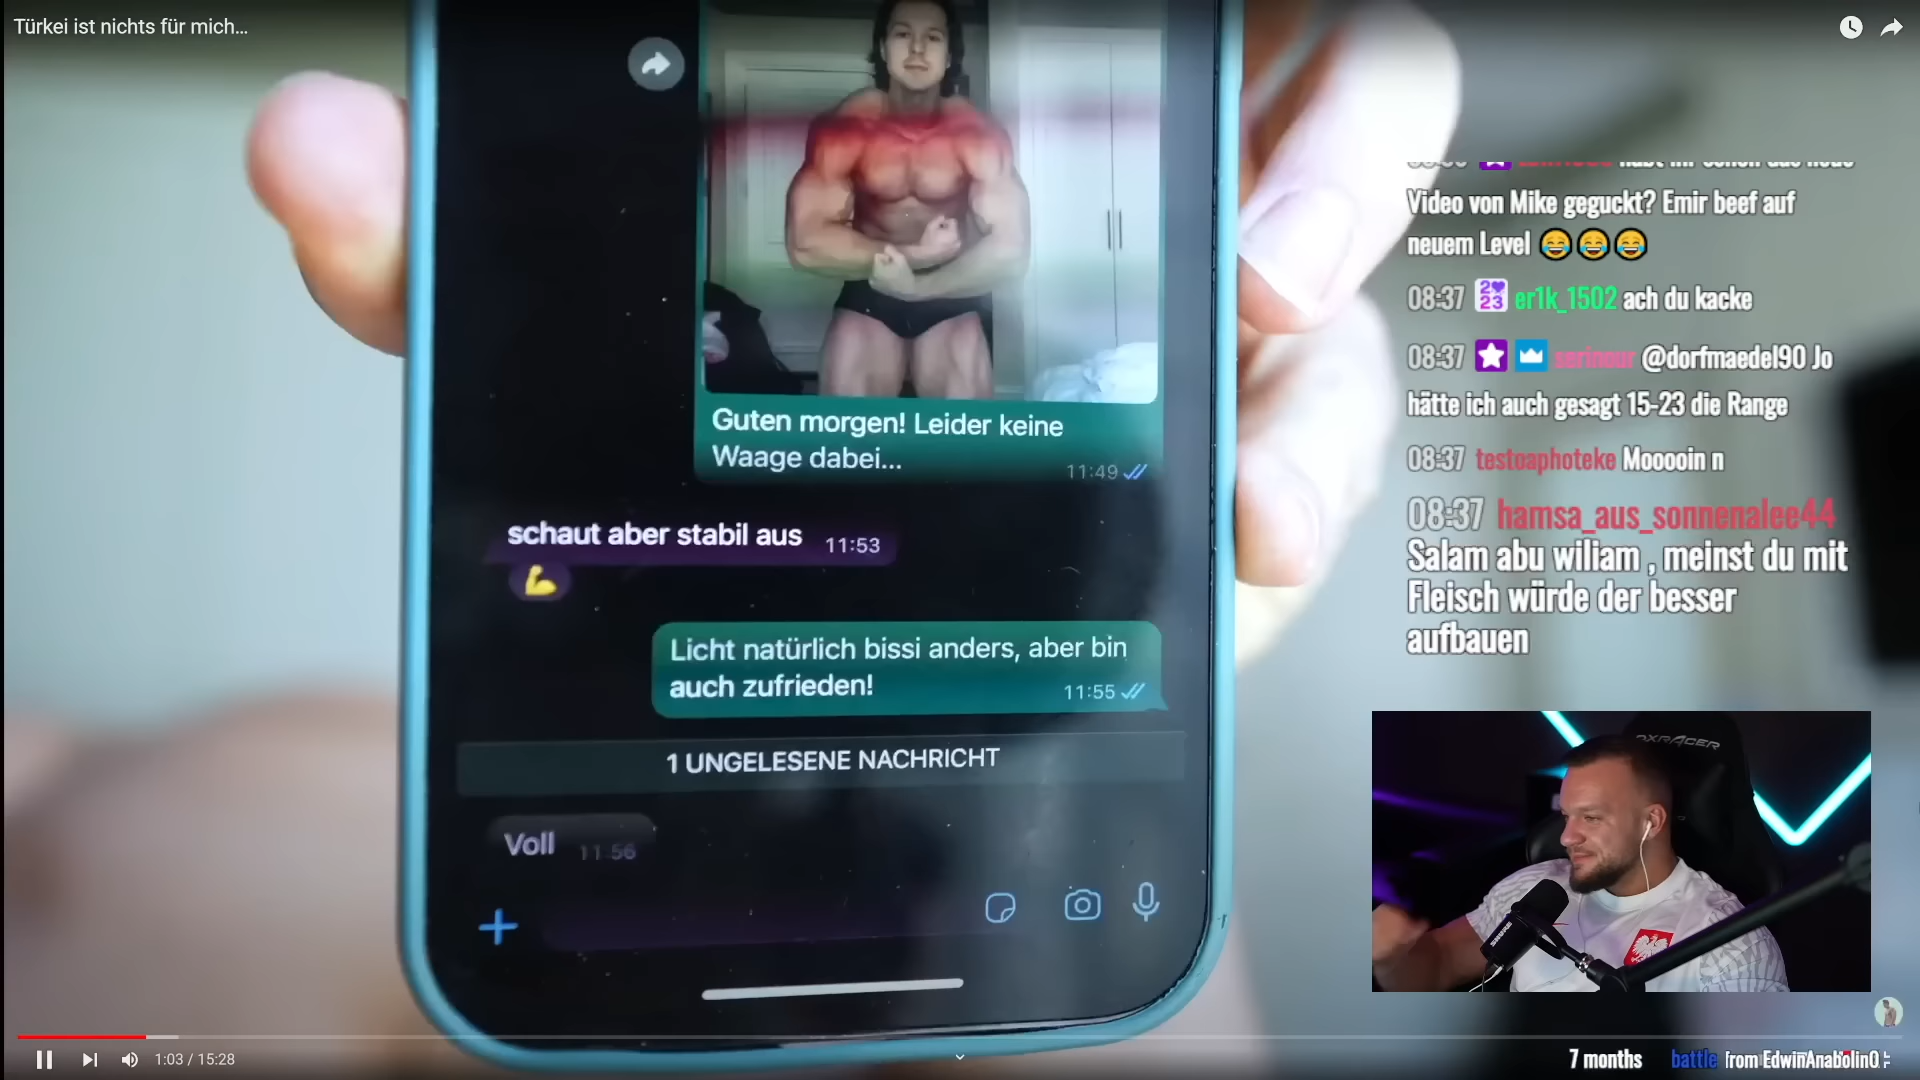 Türkei ist nichts für mich...
Guten morgen! Leider keine
Waage dabei...
11:49
schaut aber stabil aus 11:53
Licht natürlich bissi anders, aber bin
auch zufrieden!
11:55
1 UNGELESENE NACHRICHT
Voll 11:56
Video von Mike geguckt? Emir beef auf
neuem Level 😂😂😂
08:37 er1k_1502 ach du kacke
08:37 serinour @dorfmaedel90 Jo
hätte ich auch gesagt 15-23 die Range
08:37 testoaphoteke Mooooin n
08:37 hamsa_aus_sonnenalee44
Salam abu wiliam , meinst du mit
Fleisch würde der besser
aufbauen
DXRACER
SHURE
1:03 / 15:28
7 months battle from EdwinAnabolin0